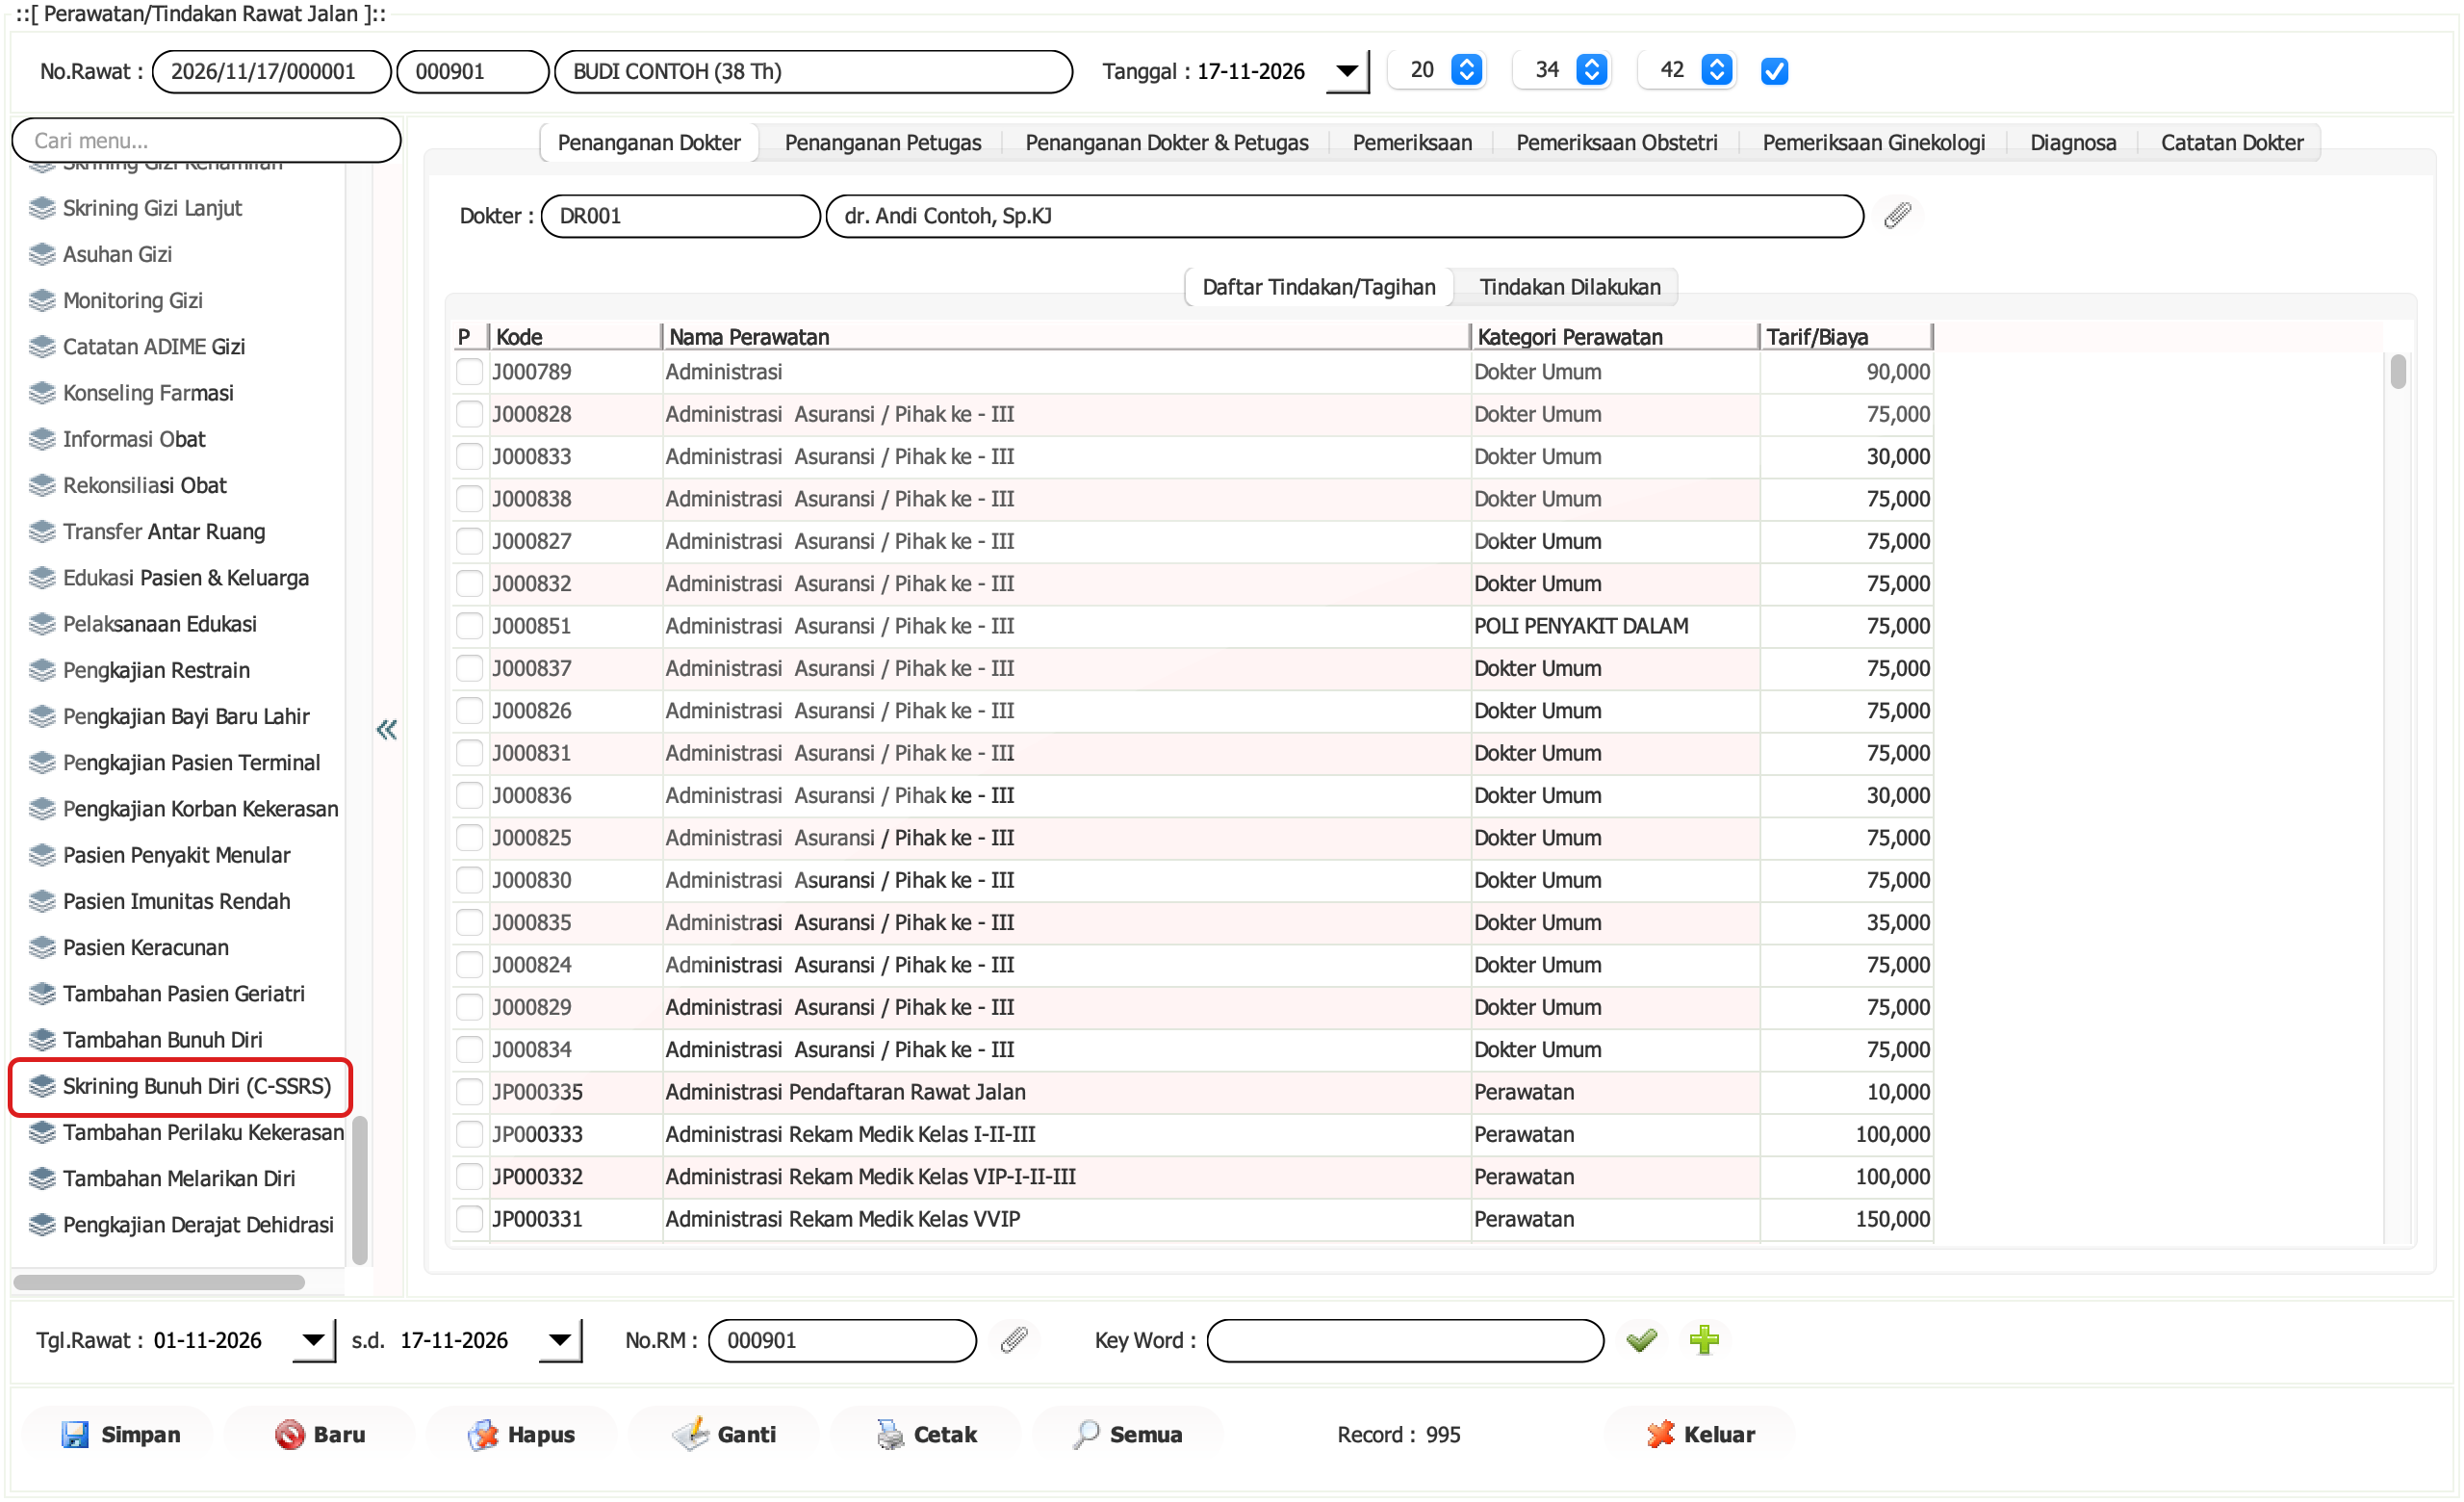 ::[ Perawatan/Tindakan Rawat Jalan ]::
No.Rawat : 2026/11/17/000001 000901 BUDI CONTOH (38 Th) Tanggal : 17-11-2026 20 34 42
Cari menu...
Skrining Gizi Kehamilan
Skrining Gizi Lanjut
Asuhan Gizi
Monitoring Gizi
Catatan ADIME Gizi
Konseling Farmasi
Informasi Obat
Rekonsiliasi Obat
Transfer Antar Ruang
Edukasi Pasien & Keluarga
Pelaksanaan Edukasi
Pengkajian Restrain
Pengkajian Bayi Baru Lahir
Pengkajian Pasien Terminal
Pengkajian Korban Kekerasan
Pasien Penyakit Menular
Pasien Imunitas Rendah
Pasien Keracunan
Tambahan Pasien Geriatri
Tambahan Bunuh Diri
Skrining Bunuh Diri (C-SSRS)
Tambahan Perilaku Kekerasan
Tambahan Melarikan Diri
Pengkajian Derajat Dehidrasi
Penanganan Dokter Penanganan Petugas Penanganan Dokter & Petugas Pemeriksaan Pemeriksaan Obstetri Pemeriksaan Ginekologi Diagnosa Catatan Dokter
Dokter : DR001 dr. Andi Contoh, Sp.KJ
Daftar Tindakan/Tagihan Tindakan Dilakukan
P Kode Nama Perawatan Kategori Perawatan Tarif/Biaya
J000789 Administrasi Dokter Umum 90,000
J000828 Administrasi Asuransi / Pihak ke - III Dokter Umum 75,000
J000833 Administrasi Asuransi / Pihak ke - III Dokter Umum 30,000
J000838 Administrasi Asuransi / Pihak ke - III Dokter Umum 75,000
J000827 Administrasi Asuransi / Pihak ke - III Dokter Umum 75,000
J000832 Administrasi Asuransi / Pihak ke - III Dokter Umum 75,000
J000851 Administrasi Asuransi / Pihak ke - III POLI PENYAKIT DALAM 75,000
J000837 Administrasi Asuransi / Pihak ke - III Dokter Umum 75,000
J000826 Administrasi Asuransi / Pihak ke - III Dokter Umum 75,000
J000831 Administrasi Asuransi / Pihak ke - III Dokter Umum 75,000
J000836 Administrasi Asuransi / Pihak ke - III Dokter Umum 30,000
J000825 Administrasi Asuransi / Pihak ke - III Dokter Umum 75,000
J000830 Administrasi Asuransi / Pihak ke - III Dokter Umum 75,000
J000835 Administrasi Asuransi / Pihak ke - III Dokter Umum 35,000
J000824 Administrasi Asuransi / Pihak ke - III Dokter Umum 75,000
J000829 Administrasi Asuransi / Pihak ke - III Dokter Umum 75,000
J000834 Administrasi Asuransi / Pihak ke - III Dokter Umum 75,000
JP000335 Administrasi Pendaftaran Rawat Jalan Perawatan 10,000
JP000333 Administrasi Rekam Medik Kelas I-II-III Perawatan 100,000
JP000332 Administrasi Rekam Medik Kelas VIP-I-II-III Perawatan 100,000
JP000331 Administrasi Rekam Medik Kelas VVIP Perawatan 150,000
Tgl.Rawat : 01-11-2026 s.d. 17-11-2026 No.RM : 000901 Key Word :
Simpan Baru Hapus Ganti Cetak Semua Record : 995 Keluar